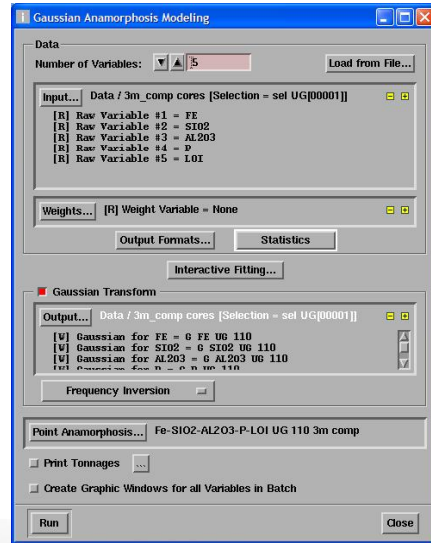 Gaussian Anamorphosis Modeling
Data
Number of Variables: 5 Load from File...
Input... Data / 3m_comp cores [Selection = sel UG[00001]]
[R] Raw Variable #1 = FE
[R] Raw Variable #2 = SIO2
[R] Raw Variable #3 = AL2O3
[R] Raw Variable #4 = P
[R] Raw Variable #5 = LOI
Weights... [R] Weight Variable = None
Output Formats... Statistics
Interactive Fitting...
Gaussian Transform
Output... Data / 3m_comp cores [Selection = sel UG[00001]]
[W] Gaussian for FE = G FE UG 110
[W] Gaussian for SIO2 = G SIO2 UG 110
[W] Gaussian for AL2O3 = G AL2O3 UG 110
[W] Gaussian for P = G P UG 110
Frequency Inversion
Point Anamorphosis... Fe-SIO2-AL2O3-P-LOI UG 110 3m comp
Print Tonnages ...
Create Graphic Windows for all Variables in Batch
Run Close